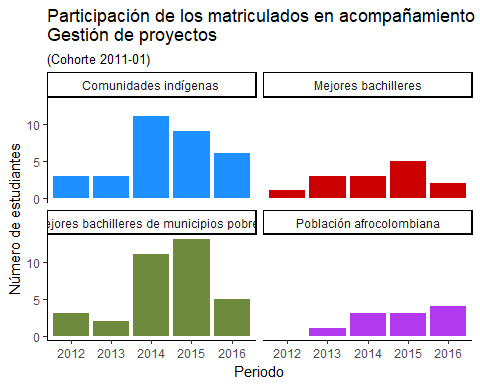 Participación de los matriculados en acompañamiento
Gestión de proyectos
(Cohorte 2011-01)
Comunidades indígenas
Mejores bachilleres
10
5
0
ejores bachilleres de municipios pobre
Población afrocolombiana
10
5
0
2012 2013 2014 2015 2016
2012 2013 2014 2015 2016
Número de estudiantes
Periodo